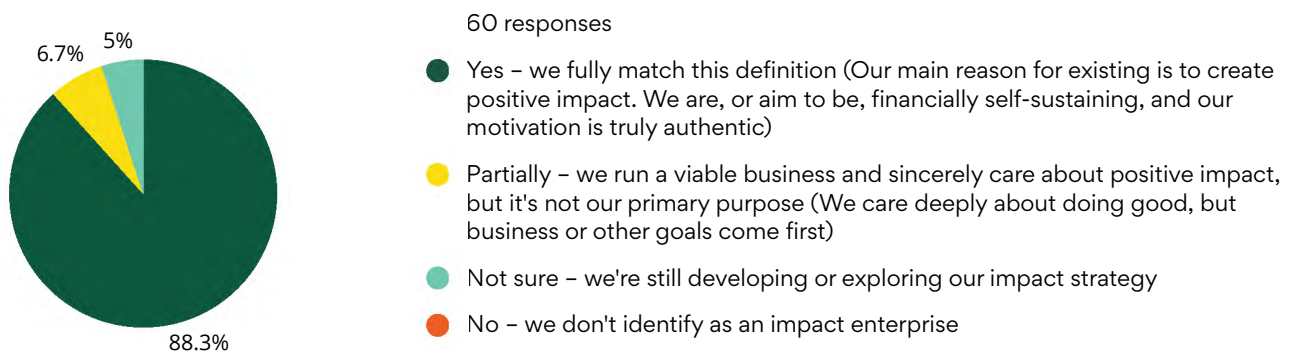 5%
6.7%
88.3%
60 responses
Yes – we fully match this definition (Our main reason for existing is to create
positive impact. We are, or aim to be, financially self-sustaining, and our
motivation is truly authentic)
Partially – we run a viable business and sincerely care about positive impact,
but it's not our primary purpose (We care deeply about doing good, but
business or other goals come first)
Not sure – we're still developing or exploring our impact strategy
No – we don't identify as an impact enterprise